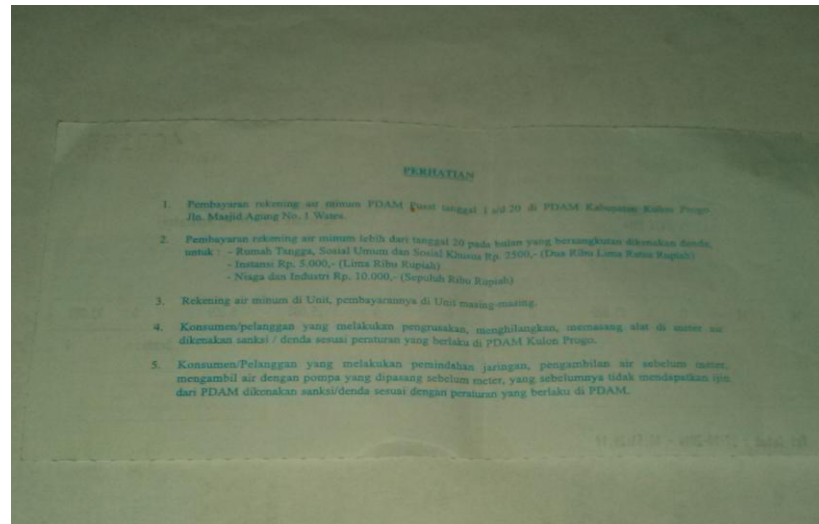 PERHATIAN
1. Pembayaran rekening air minum PDAM Pusat tanggal 1 s/d 20 di PDAM Kabupaten Kulon Progo
Jln. Masjid Agung No. 1 Wates.
2. Pembayaran rekening air minum lebih dari tanggal 20 pada bulan yang bersangkutan dikenakan denda,
untuk : - Rumah Tangga, Sosial Umum dan Sosial Khusus Rp. 2500,- (Dua Ribu Lima Ratus Rupiah)
- Instansi Rp. 5.000,- (Lima Ribu Rupiah)
- Niaga dan Industri Rp. 10.000,- (Sepuluh Ribu Rupiah)
3. Rekening air minum di Unit, pembayarannya di Unit masing-masing.
4. Konsumen/pelanggan yang melakukan pengrusakan, menghilangkan, memasang alat di meter air
dikenakan sanksi / denda sesuai peraturan yang berlaku di PDAM Kulon Progo.
5. Konsumen/Pelanggan yang melakukan pemindahan jaringan, pengambilan air sebelum meter,
mengambil air dengan pompa yang dipasang sebelum meter, yang sebelumnya tidak mendapatkan ijin
dari PDAM dikenakan sanksi/denda sesuai dengan peraturan yang berlaku di PDAM.